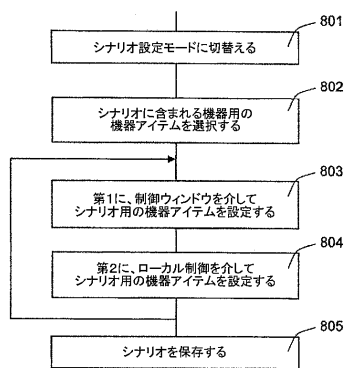 801
シナリオ設定モードに切替える
802
シナリオに含まれる機器用の
機器アイテムを選択する
803
第1に、制御ウィンドウを介して
シナリオ用の機器アイテムを設定する
804
第2に、ローカル制御を介して
シナリオ用の機器アイテムを設定する
805
シナリオを保存する